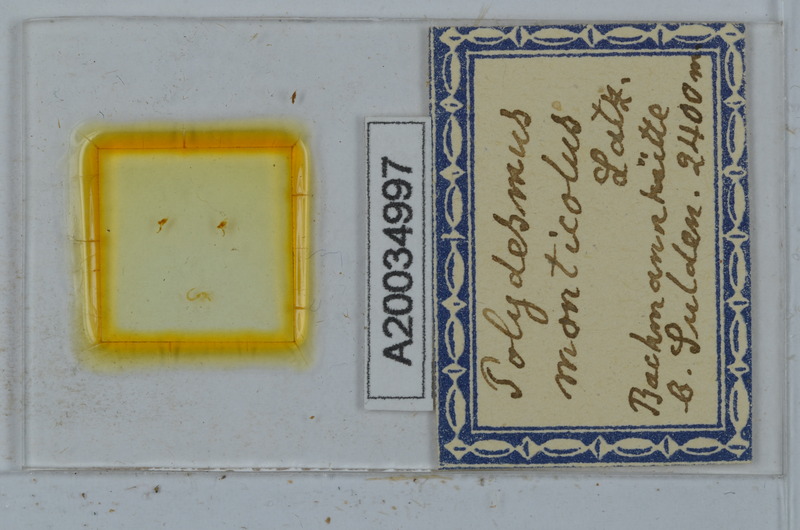 A20034997
Polydesmus
monticolus
Latz.
Bachmannhütte
b. Sulden. 2400 m